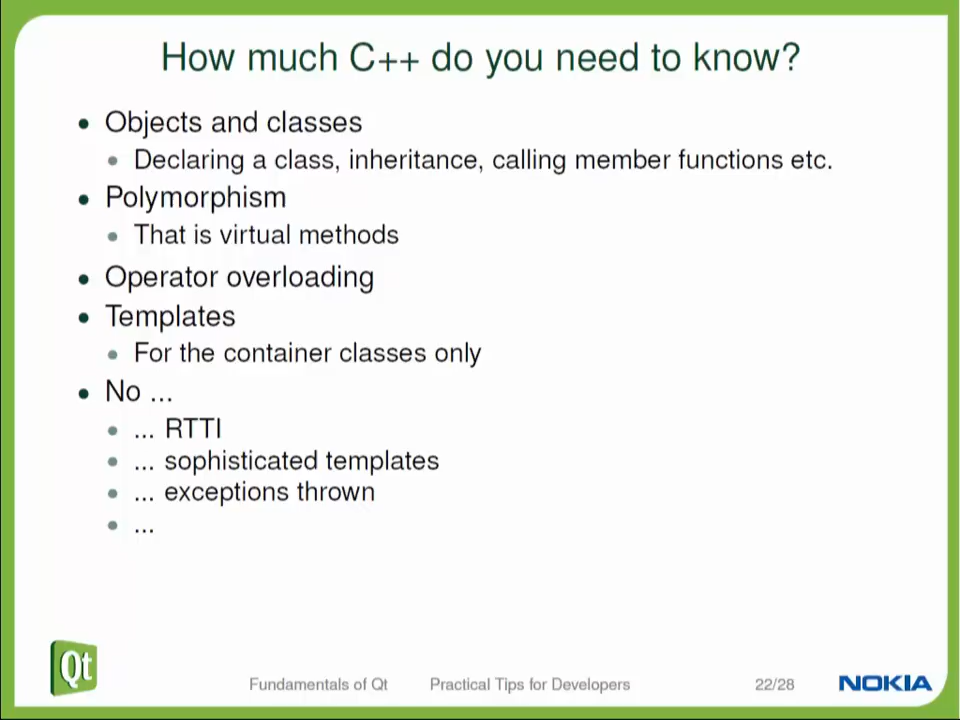 How much C++ do you need to know?
• Objects and classes
• Declaring a class, inheritance, calling member functions etc.
• Polymorphism
• That is virtual methods
• Operator overloading
• Templates
• For the container classes only
• No ...
• ... RTTI
• ... sophisticated templates
• ... exceptions thrown
• ...
Qt
Fundamentals of Qt Practical Tips for Developers 22/28 NOKIA